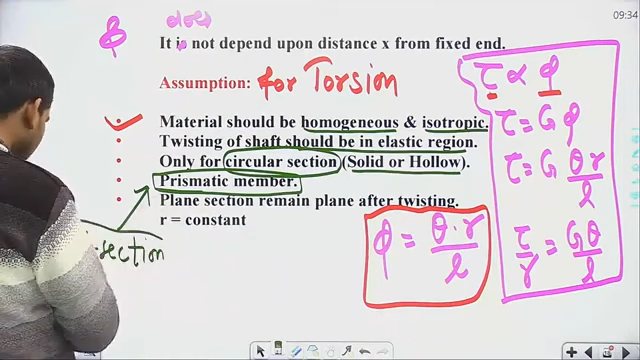 09:34
ϕ does
It is not depend upon distance x from fixed end.
Assumption: for Torsion
Material should be homogeneous & isotropic.
Twisting of shaft should be in elastic region.
Only for circular section (Solid or Hollow).
Prismatic member.
Plane section remain plane after twisting.
r = constant
section
ϕ = θ·r/l
τ ∝ φ
τ = G φ
τ = G θr/l
τ/r = Gθ/l